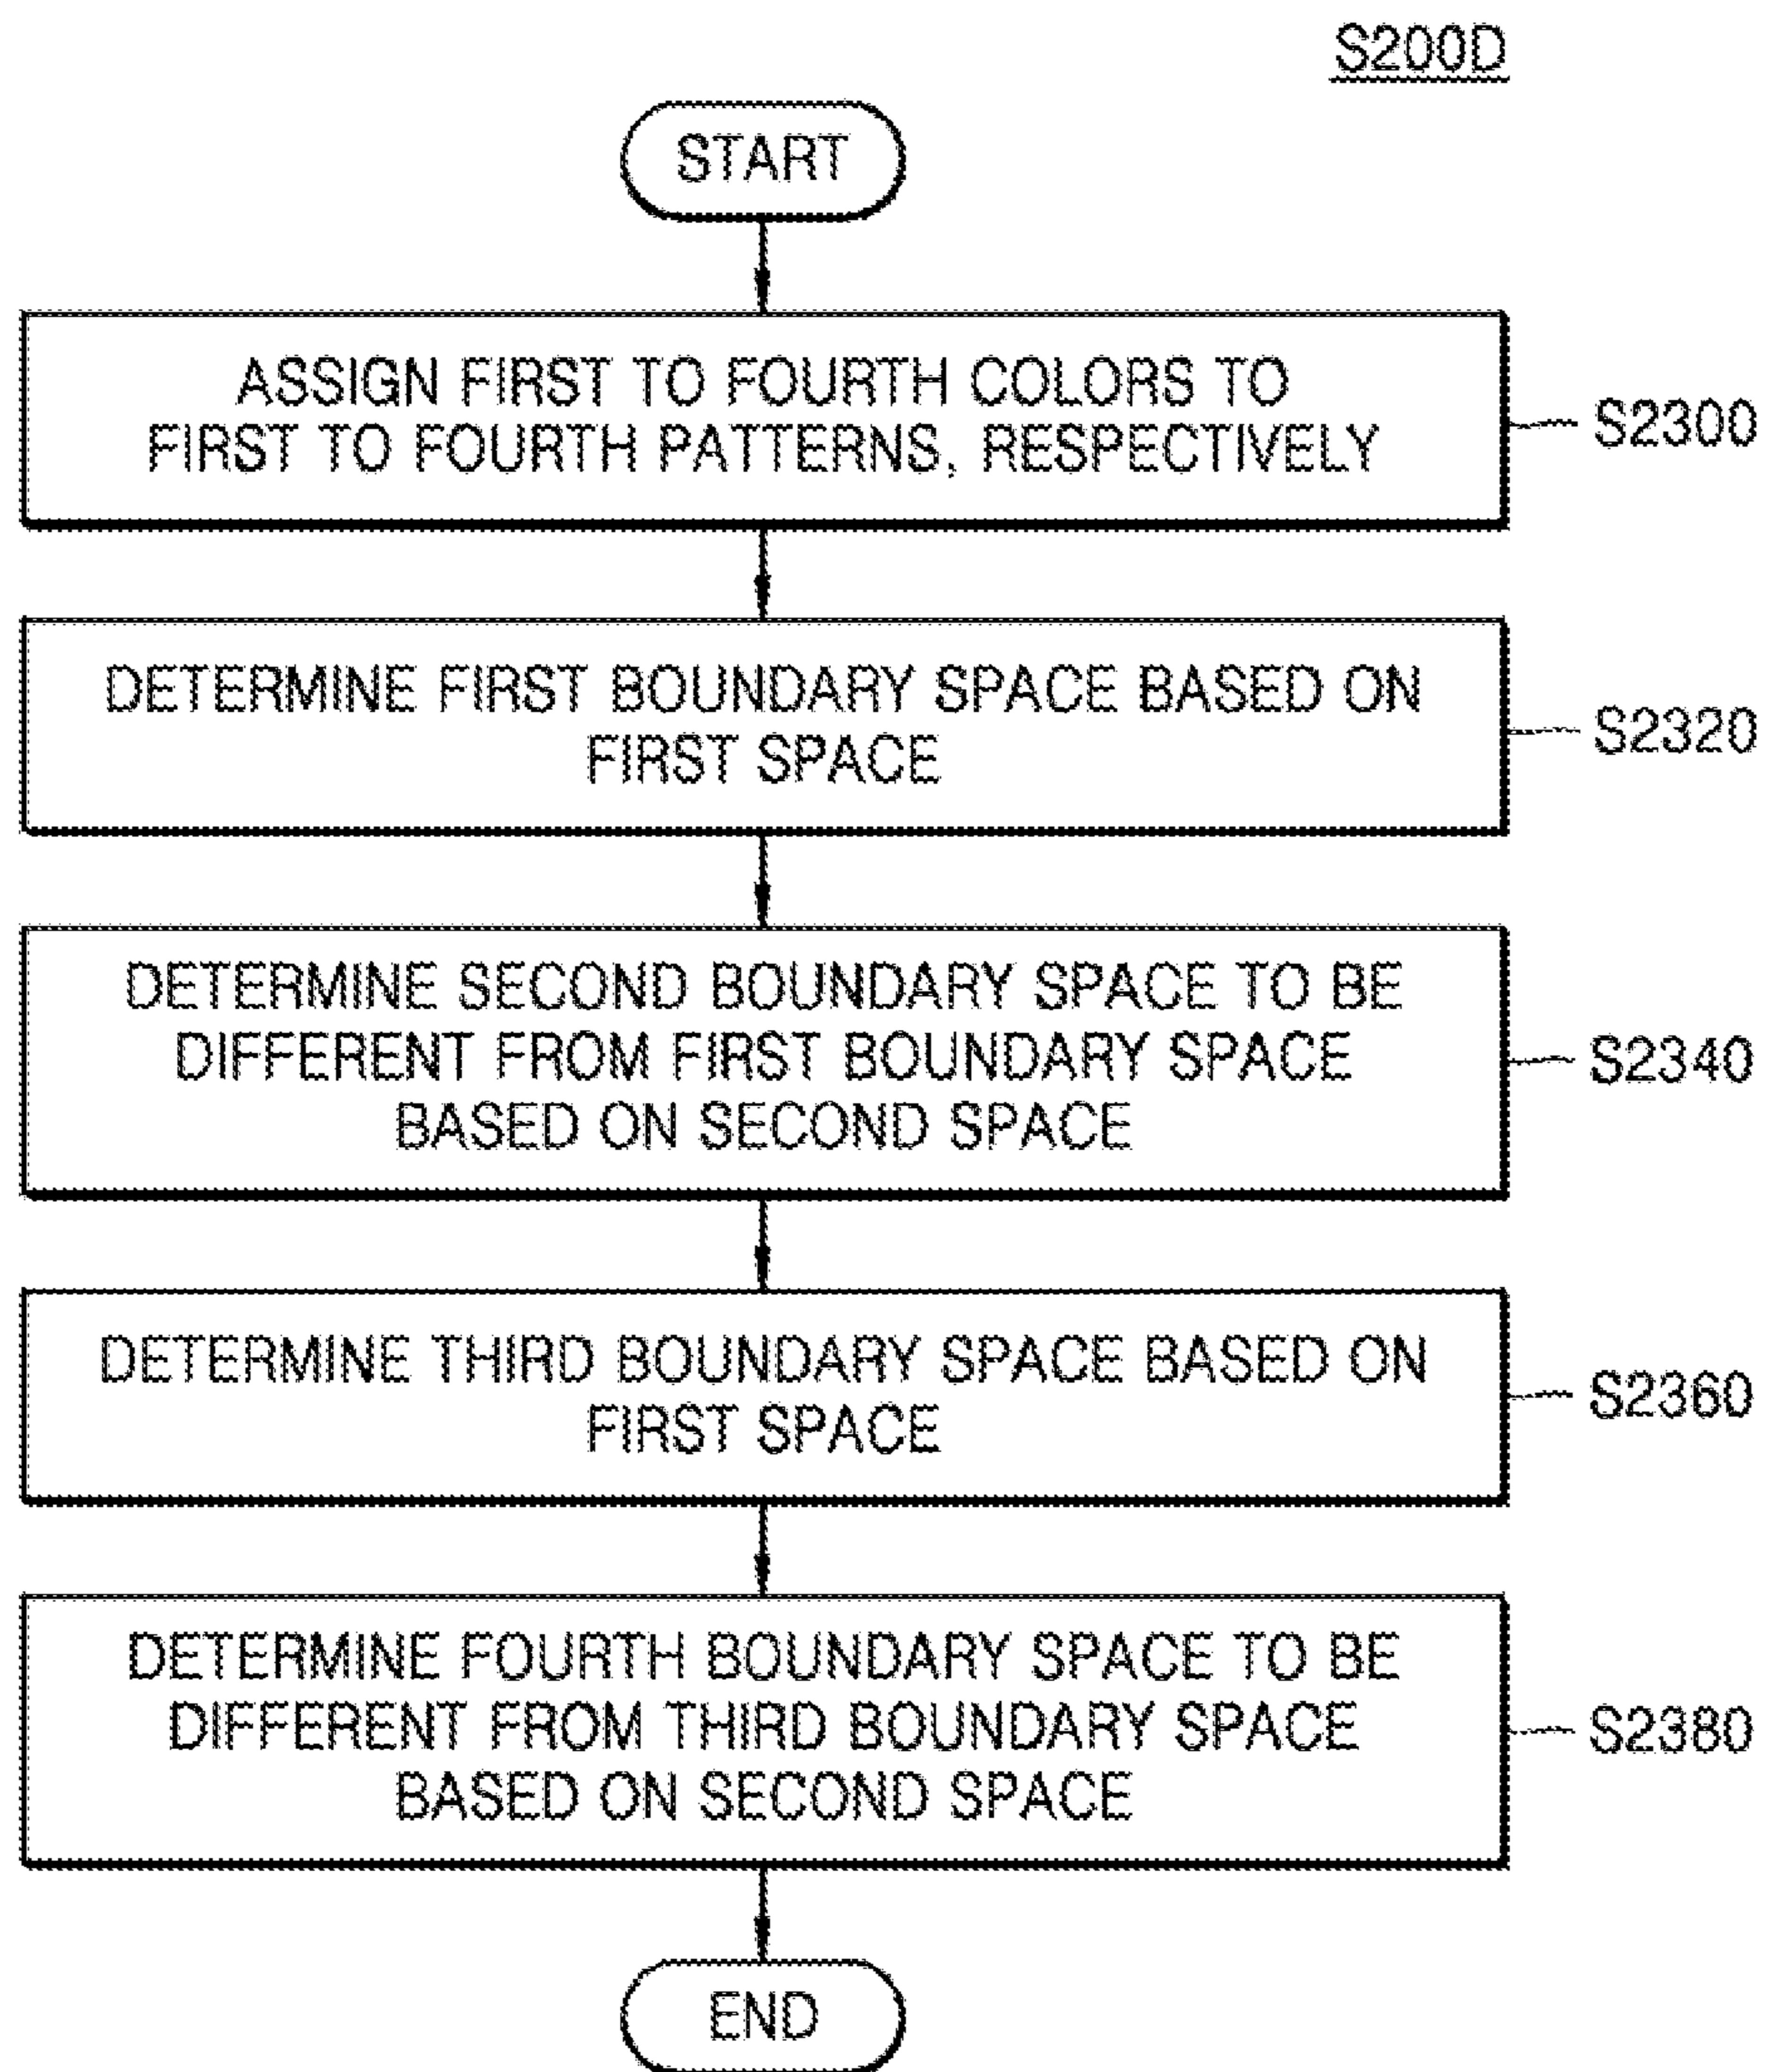 S200D
START
ASSIGN FIRST TO FOURTH COLORS TO
FIRST TO FOURTH PATTERNS, RESPECTIVELY
S2300
DETERMINE FIRST BOUNDARY SPACE BASED ON
FIRST SPACE
S2320
DETERMINE SECOND BOUNDARY SPACE TO BE
DIFFERENT FROM FIRST BOUNDARY SPACE
BASED ON SECOND SPACE
S2340
DETERMINE THIRD BOUNDARY SPACE BASED ON
FIRST SPACE
S2360
DETERMINE FOURTH BOUNDARY SPACE TO BE
DIFFERENT FROM THIRD BOUNDARY SPACE
BASED ON SECOND SPACE
S2380
END